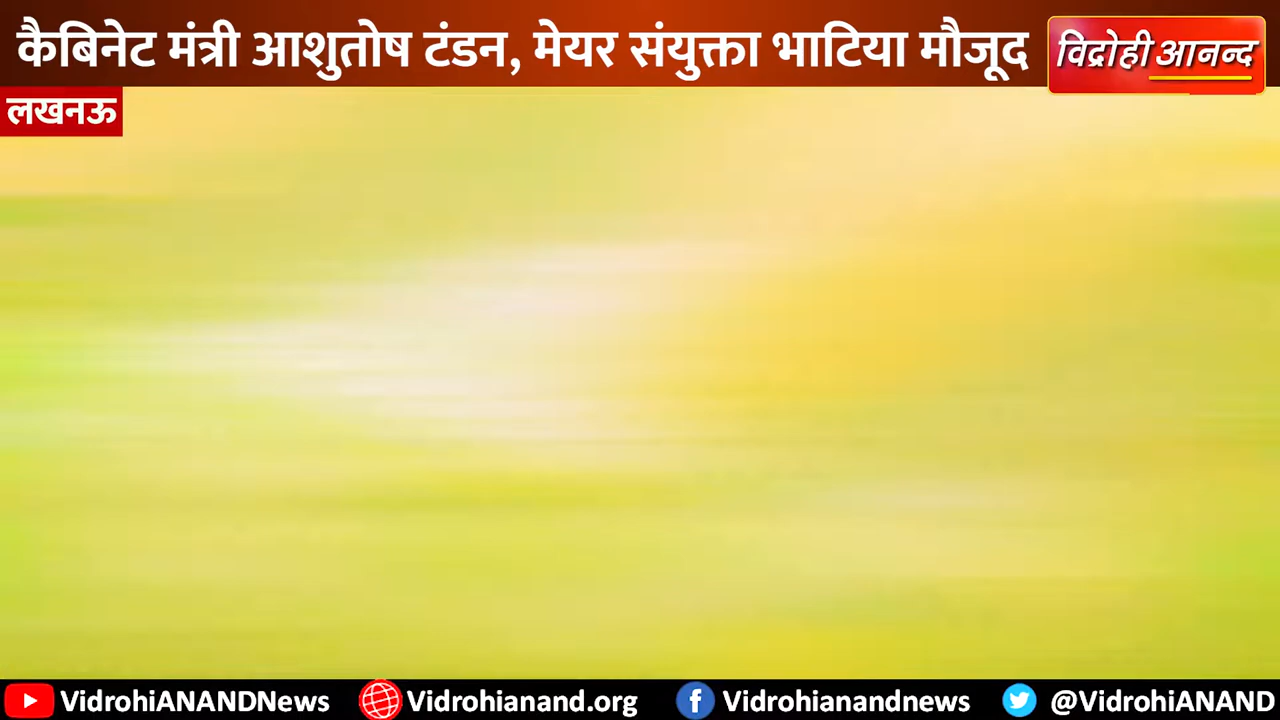 कैबिनेट मंत्री आशुतोष टंडन, मेयर संयुक्ता भाटिया मौजूद
विद्रोही आनन्द
लखनऊ
VidrohiANANDNews Vidrohianand.org Vidrohianandnews @VidrohiANAND